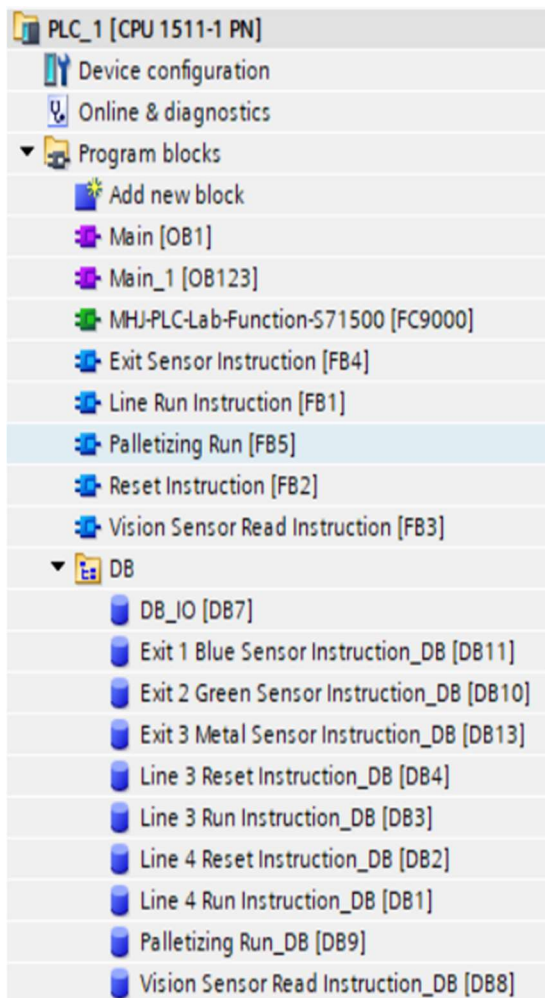 PLC_1 [CPU 1511-1 PN]
Device configuration
Online & diagnostics
Program blocks
Add new block
Main [OB1]
Main_1 [OB123]
MHJ-PLC-Lab-Function-S71500 [FC9000]
Exit Sensor Instruction [FB4]
Line Run Instruction [FB1]
Palletizing Run [FB5]
Reset Instruction [FB2]
Vision Sensor Read Instruction [FB3]
DB
DB_IO [DB7]
Exit 1 Blue Sensor Instruction_DB [DB11]
Exit 2 Green Sensor Instruction_DB [DB10]
Exit 3 Metal Sensor Instruction_DB [DB13]
Line 3 Reset Instruction_DB [DB4]
Line 3 Run Instruction_DB [DB3]
Line 4 Reset Instruction_DB [DB2]
Line 4 Run Instruction_DB [DB1]
Palletizing Run_DB [DB9]
Vision Sensor Read Instruction_DB [DB8]